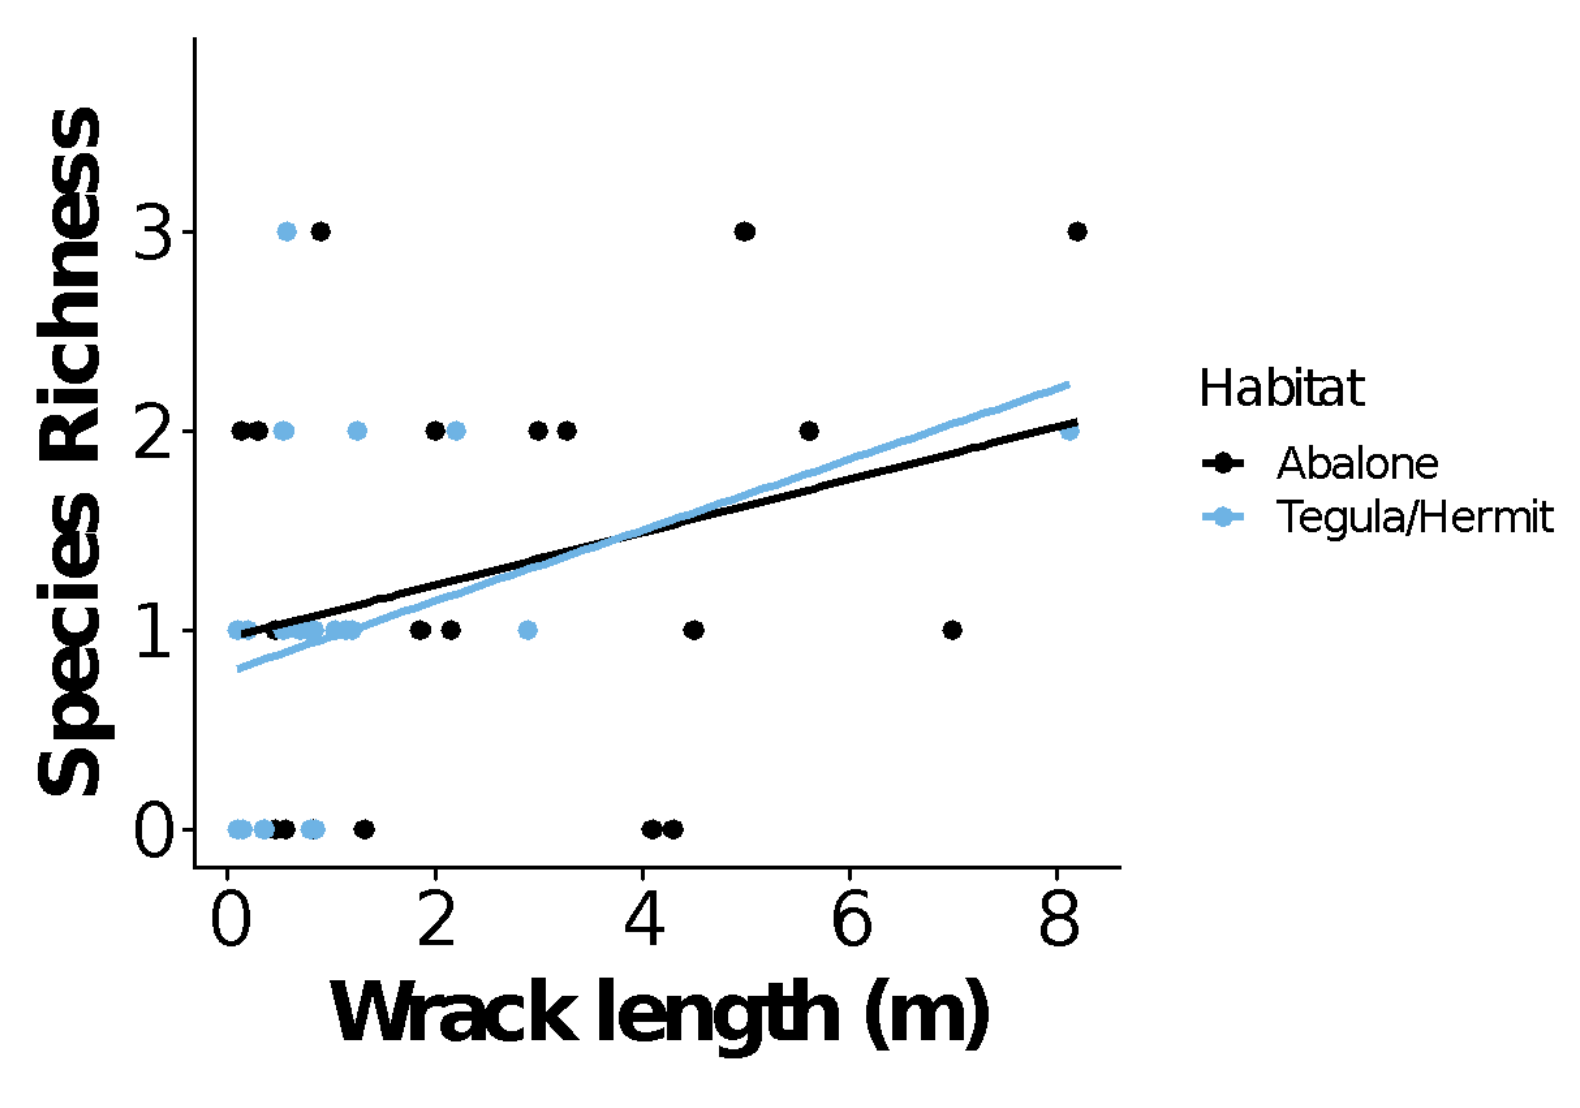 Species Richness
3
2
1
0
0 2 4 6 8
Wrack length (m)
Habitat
Abalone
Tegula/Hermit